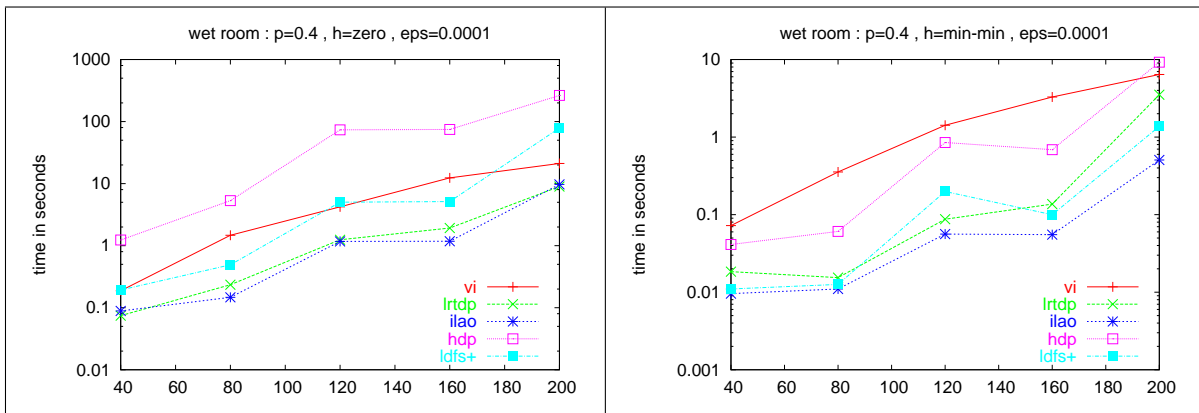 wet room : p=0.4 , h=zero , eps=0.0001
1000
100
10
1
0.1
0.01
time in seconds
40 60 80 100 120 140 160 180 200
vi
lrtdp
ilao
hdp
ldfs+
wet room : p=0.4 , h=min-min , eps=0.0001
10
1
0.1
0.01
0.001
time in seconds
40 60 80 100 120 140 160 180 200
vi
lrtdp
ilao
hdp
ldfs+